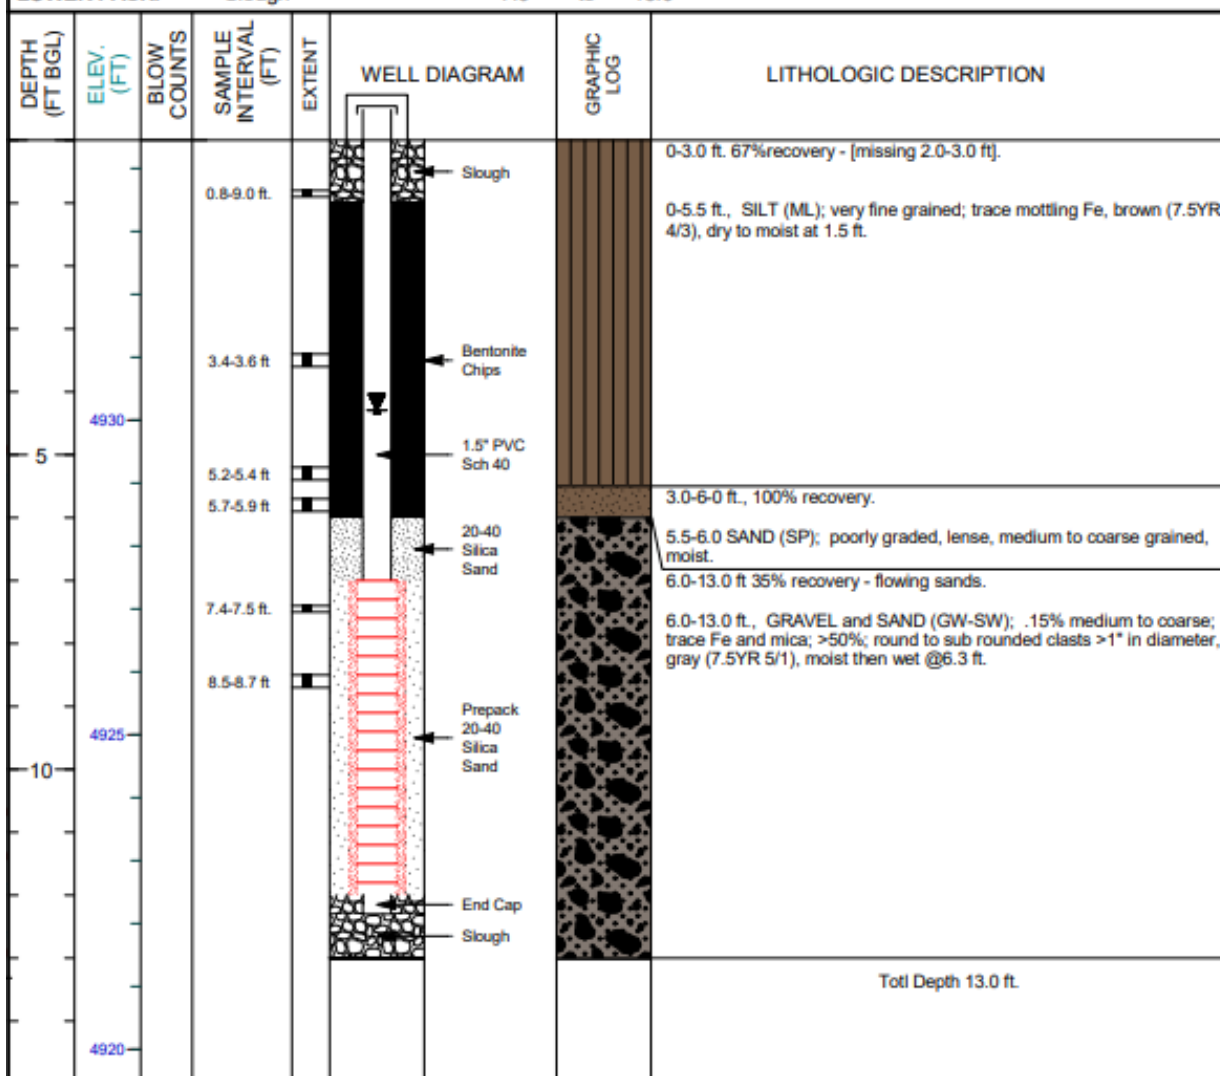 DEPTH
(FT BGL)
ELEV.
(FT)
BLOW
COUNTS
SAMPLE
INTERVAL
(FT)
EXTENT
WELL DIAGRAM
GRAPHIC
LOG
LITHOLOGIC DESCRIPTION
0-3.0 ft. 67%recovery - [missing 2.0-3.0 ft].
Slough
0.8-9.0 ft.
0-5.5 ft., SILT (ML); very fine grained; trace mottling Fe, brown (7.5YR
4/3), dry to moist at 1.5 ft.
3.4-3.6 ft
Bentonite
Chips
4930
5
1.5" PVC
Sch 40
5.2-5.4 ft
5.7-5.9 ft
3.0-6-0 ft., 100% recovery.
20-40
Silica
Sand
5.5-6.0 SAND (SP); poorly graded, lense, medium to coarse grained,
moist.
6.0-13.0 ft 35% recovery - flowing sands.
7.4-7.5 ft.
6.0-13.0 ft., GRAVEL and SAND (GW-SW); .15% medium to coarse;
trace Fe and mica; >50%; round to sub rounded clasts >1" in diameter,
gray (7.5YR 5/1), moist then wet @6.3 ft.
8.5-8.7 ft
4925
Prepack
20-40
Silica
Sand
10
End Cap
Slough
Totl Depth 13.0 ft.
4920